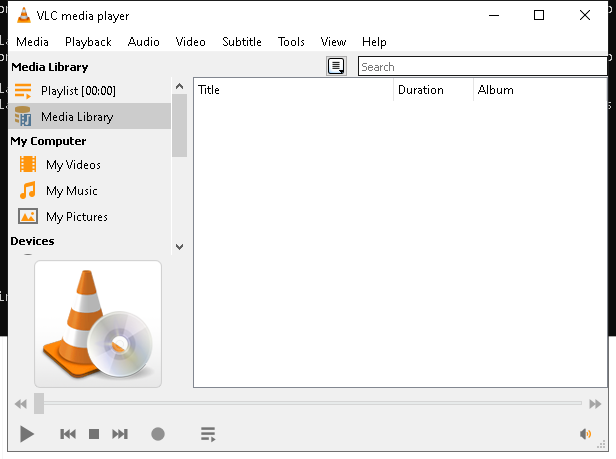 VLC media player
Media Playback Audio Video Subtitle Tools View Help
Media Library
Search
Playlist [00:00]
Title Duration Album
Media Library
My Computer
My Videos
My Music
My Pictures
Devices